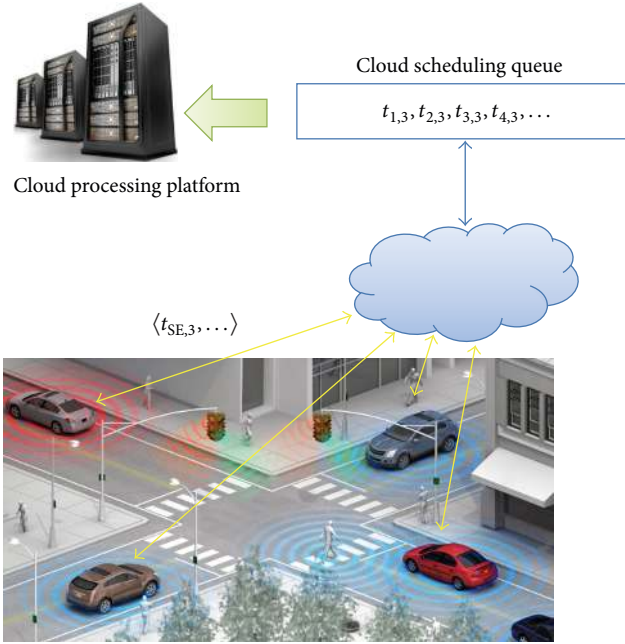 Cloud scheduling queue
t1,3, t2,3, t3,3, t4,3, . . .
Cloud processing platform
⟨tSE,3, . . .⟩